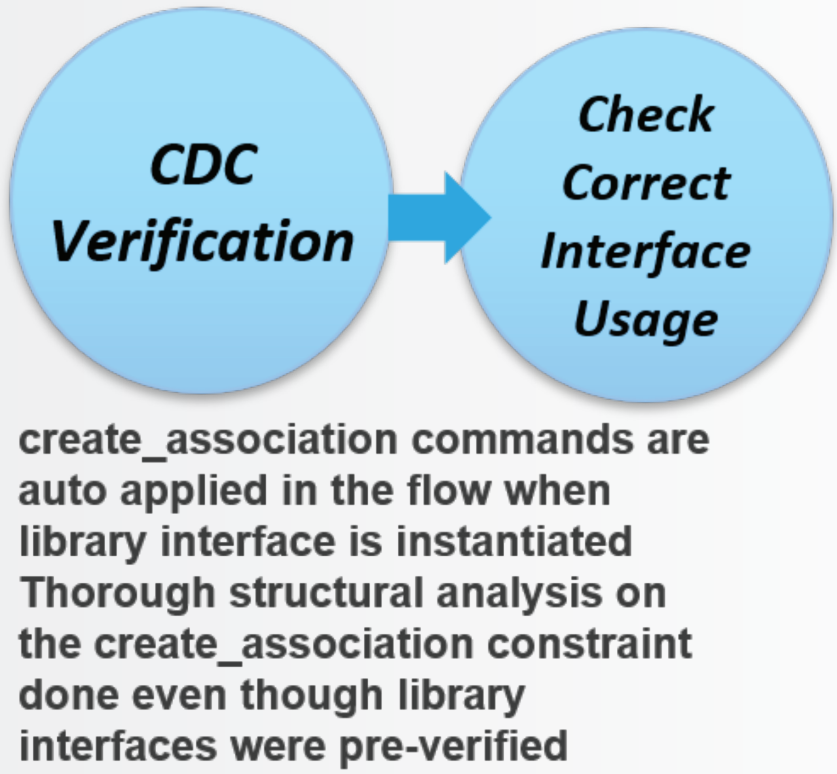 CDC
Verification
Check
Correct
Interface
Usage
create_association commands are
auto applied in the flow when
library interface is instantiated
Thorough structural analysis on
the create_association constraint
done even though library
interfaces were pre-verified